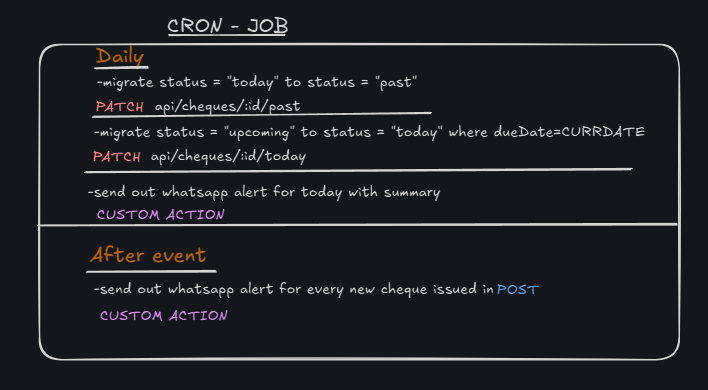 CRON - JOB
Daily
-migrate status = "today" to status = "past"
PATCH api/cheques/:id/past
-migrate status = "upcoming" to status = "today" where dueDate=CURRDATE
PATCH api/cheques/:id/today
-send out whatsapp alert for today with summary
CUSTOM ACTION
After event
-send out whatsapp alert for every new cheque issued in POST
CUSTOM ACTION